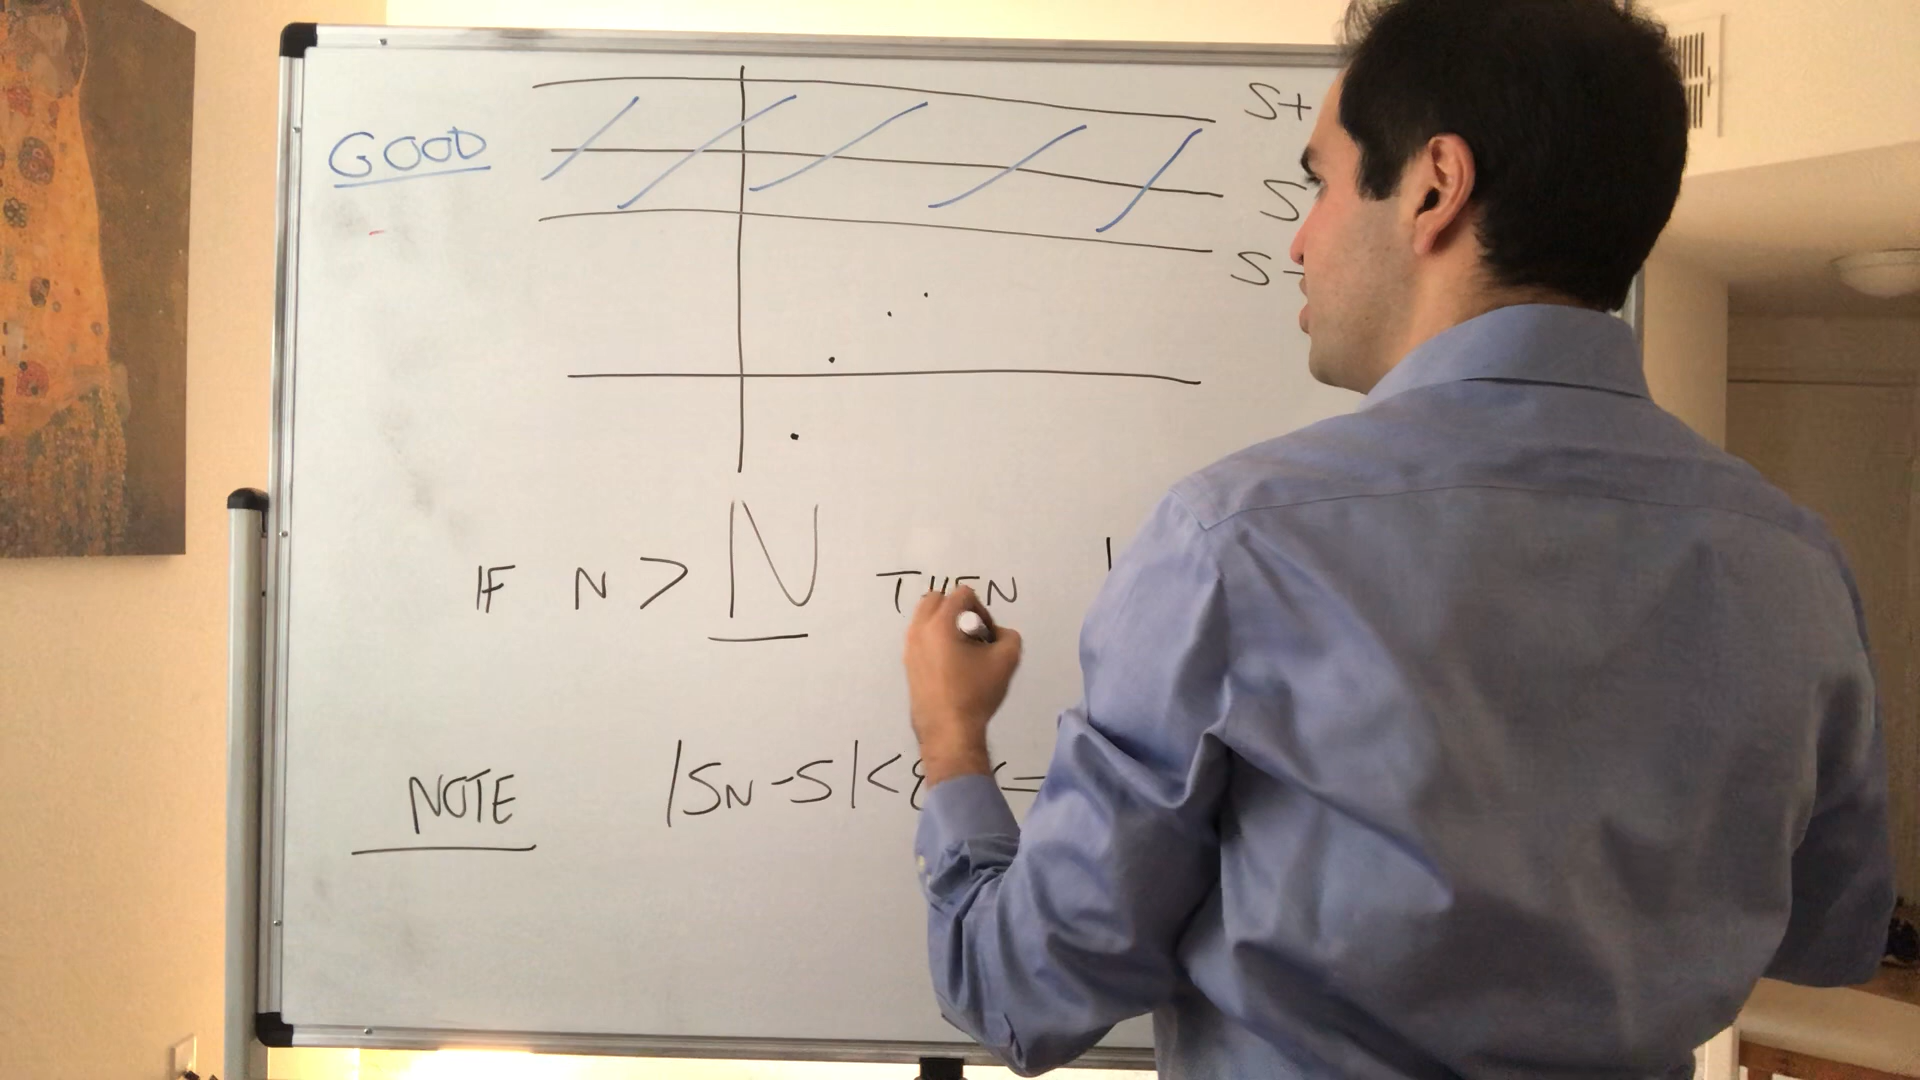 S+
GOOD
S
S-
IF N > N THEN |
NOTE |SN-S|<ε <=